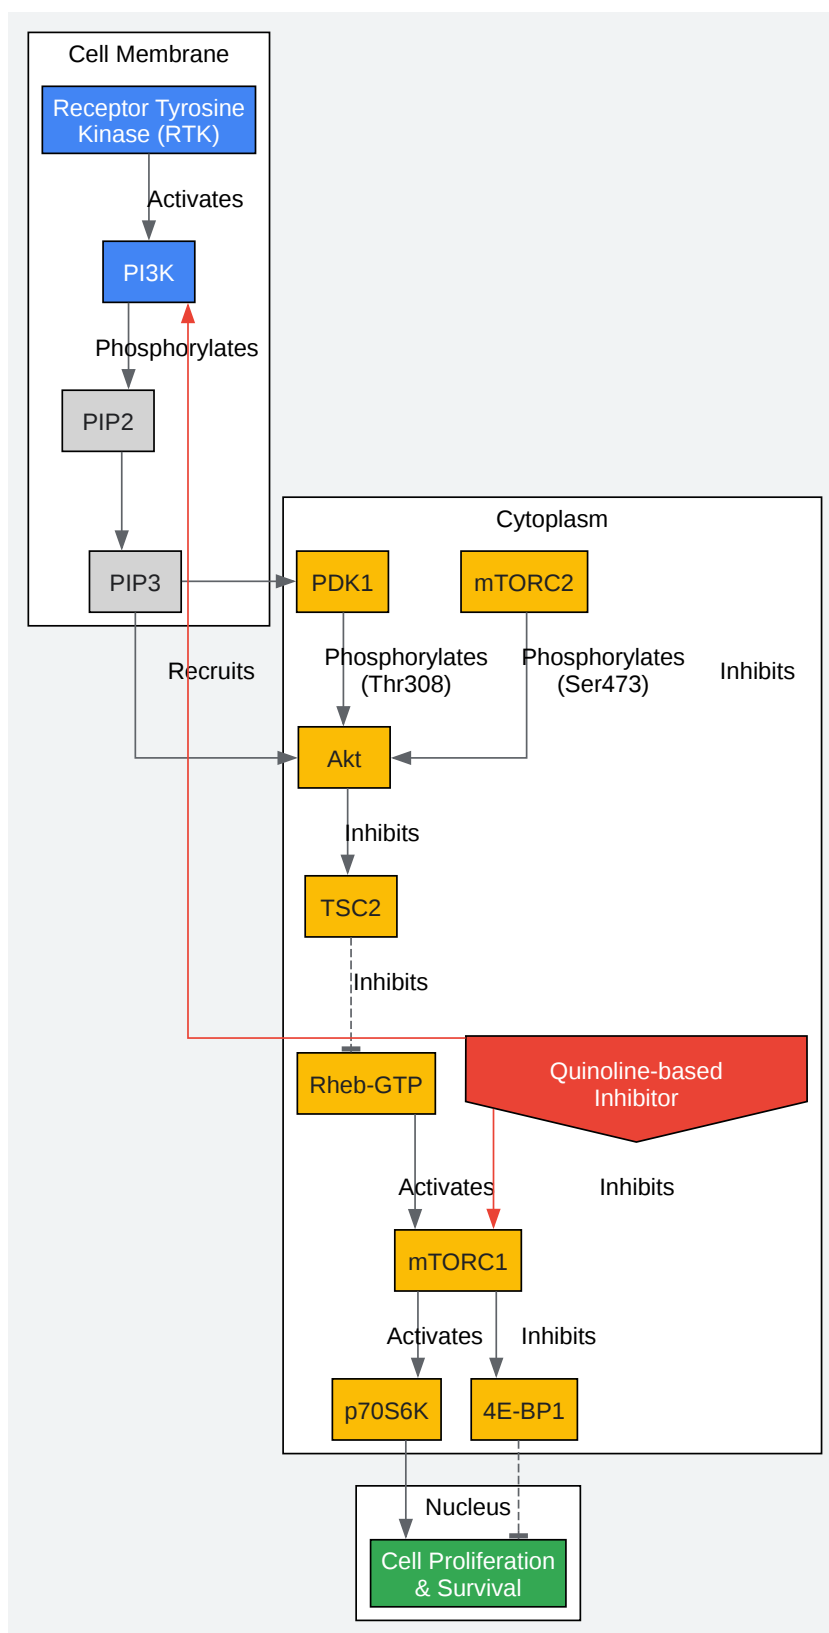 Cell Membrane
Receptor Tyrosine
Kinase (RTK)
Activates
PI3K
Phosphorylates
PIP2
Cytoplasm
PIP3
PDK1
mTORC2
Recruits
Phosphorylates
(Thr308)
Phosphorylates
(Ser473)
Inhibits
Akt
Inhibits
TSC2
Inhibits
Rheb-GTP
Quinoline-based
Inhibitor
Activates
Inhibits
mTORC1
Activates
Inhibits
p70S6K
4E-BP1
Nucleus
Cell Proliferation
& Survival